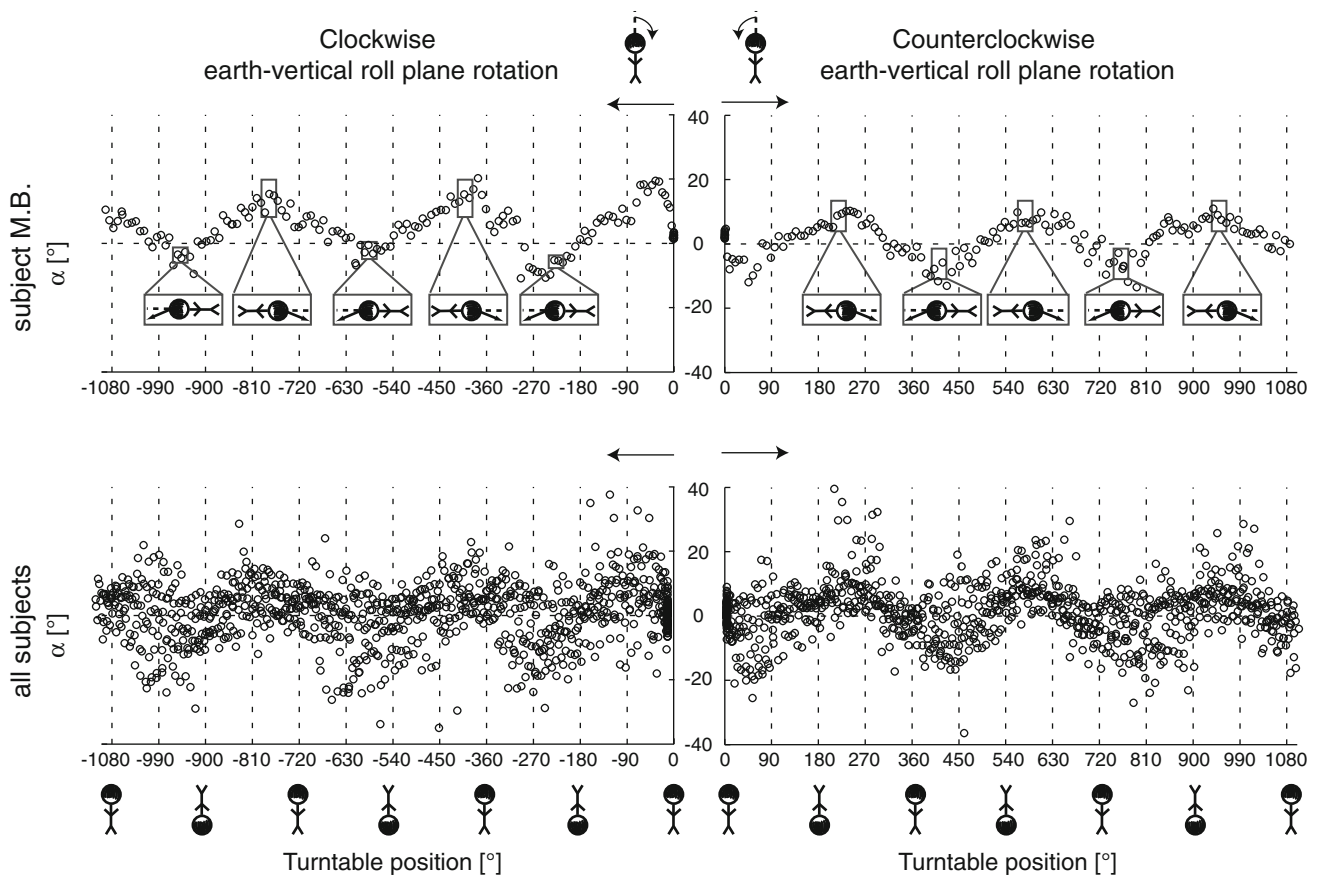 Clockwise
earth-vertical roll plane rotation
Counterclockwise
earth-vertical roll plane rotation
subject M.B.
α [°]
40
20
0
-20
-40
-1080 -990 -900 -810 -720 -630 -540 -450 -360 -270 -180 -90 0
0 90 180 270 360 450 540 630 720 810 900 990 1080
all subjects
α [°]
40
20
0
-20
-40
-1080 -990 -900 -810 -720 -630 -540 -450 -360 -270 -180 -90 0
0 90 180 270 360 450 540 630 720 810 900 990 1080
Turntable position [°]
Turntable position [°]